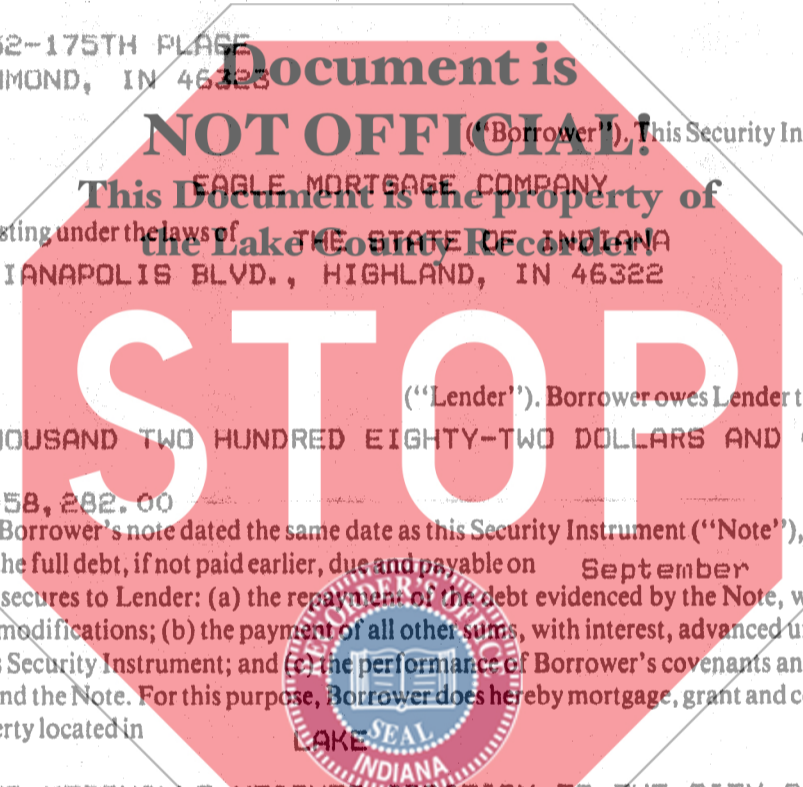 52-175TH PLACE
MMOND, IN 46323
Document is
NOT OFFICIAL!
("Borrower"). This Security In
This Document is the property of
EAGLE MORTGAGE COMPANY
sting under the laws of THE STATE OF INDIANA
the Lake County Recorder!
IANAPOLIS BLVD., HIGHLAND, IN 46322
STOP
("Lender"). Borrower owes Lender t
OUSAND TWO HUNDRED EIGHTY-TWO DOLLARS AND
58,282.00
Borrower's note dated the same date as this Security Instrument ("Note"),
he full debt, if not paid earlier, due and payable on September
secures to Lender: (a) the repayment of the debt evidenced by the Note, w
modifications; (b) the payment of all other sums, with interest, advanced u
s Security Instrument; and (c) the performance of Borrower's covenants an
nd the Note. For this purpose, Borrower does hereby mortgage, grant and c
erty located in LAKE
RECORDER'S OFFICE
SEAL
INDIANA